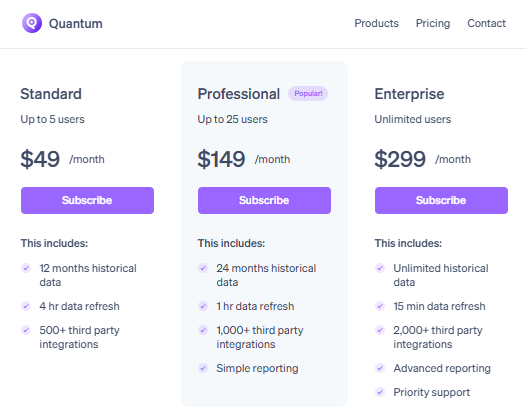 Quantum
Products
Pricing
Contact
Standard
Up to 5 users
$49 /month
Subscribe
This includes:
12 months historical
data
4 hr data refresh
500+ third party
integrations
Professional
Popular!
Up to 25 users
$149 /month
Subscribe
This includes:
24 months historical
data
1 hr data refresh
1,000+ third party
integrations
Simple reporting
Enterprise
Unlimited users
$299 /month
Subscribe
This includes:
Unlimited historical
data
15 min data refresh
2,000+ third party
integrations
Advanced reporting
Priority support